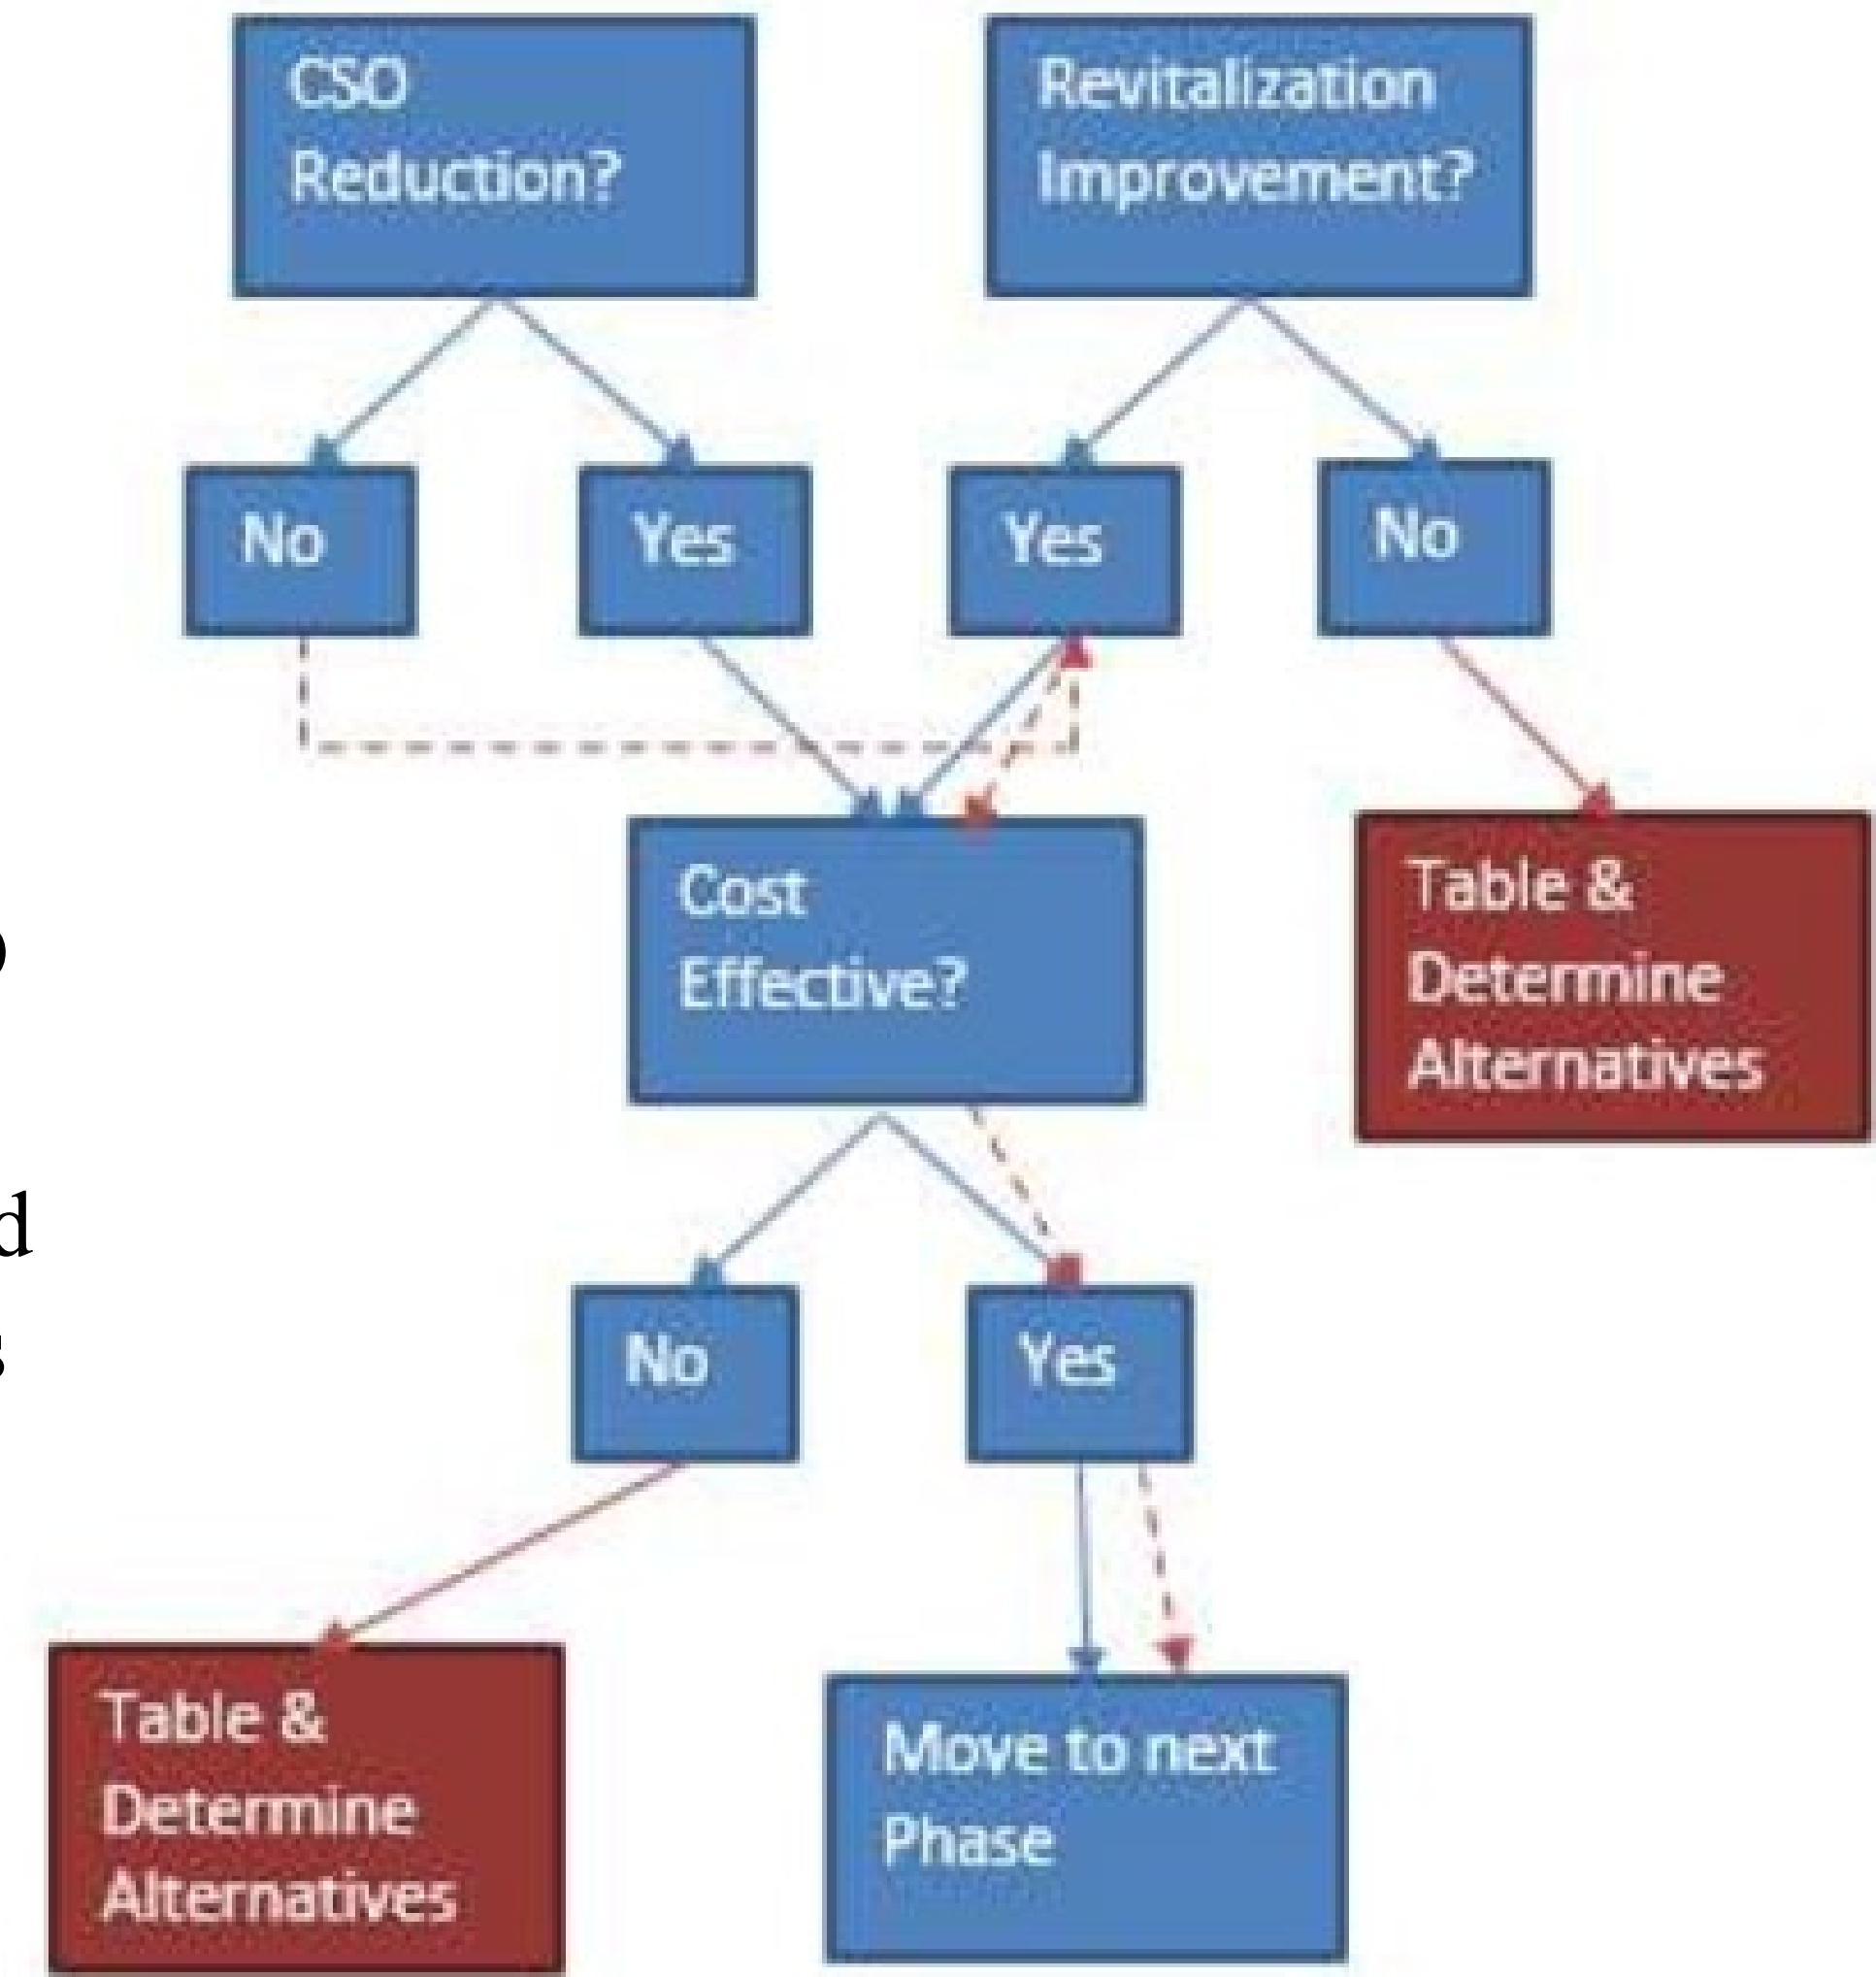 CSO
Reduction?
Revitalization
Improvement?
No
Yes
Yes
No
Cost
Effective?
Table &
Determine
Alternatives
d
s
No
Yes
Table &
Determine
Alternatives
Move to next
Phase